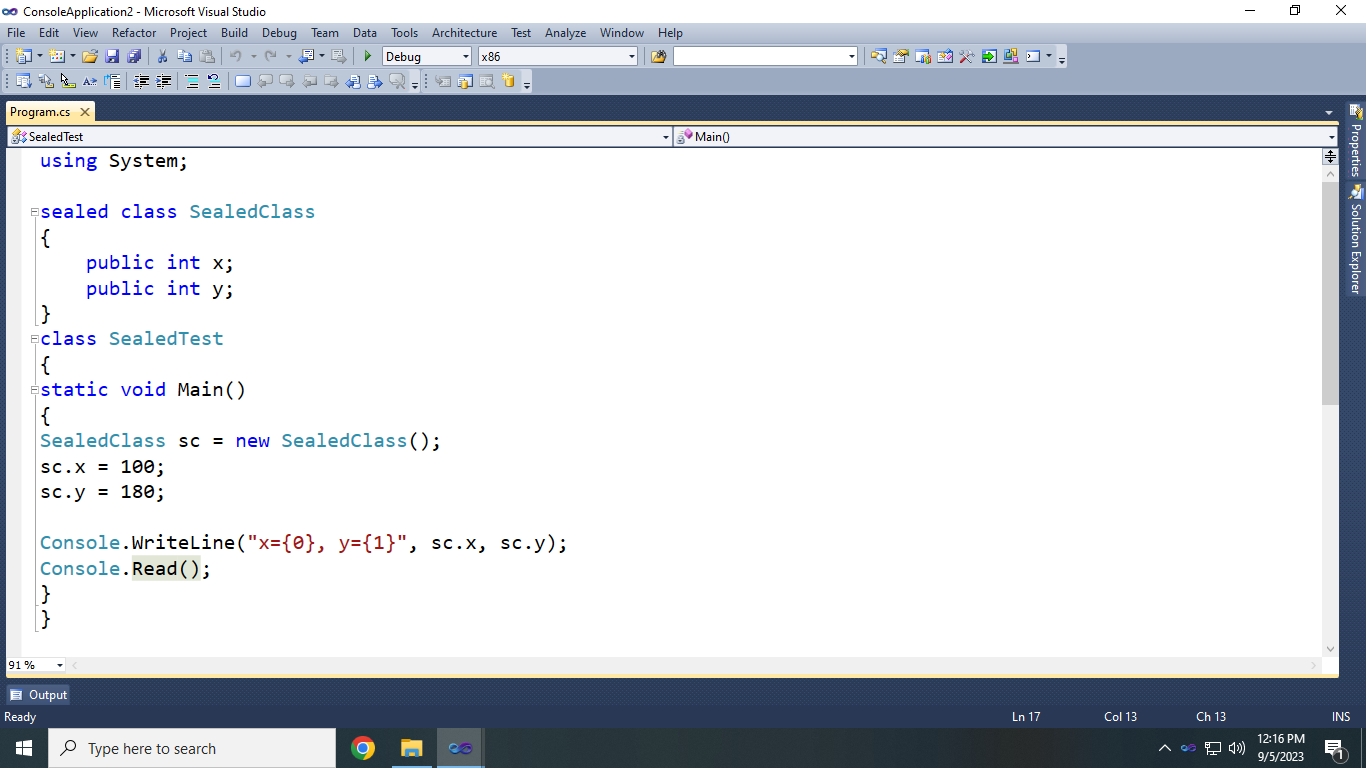 ConsoleApplication2 - Microsoft Visual Studio
File Edit View Refactor Project Build Debug Team Data Tools Architecture Test Analyze Window Help
Debug x86
Program.cs
SealedTest Main()
using System;
sealed class SealedClass
{
public int x;
public int y;
}
class SealedTest
{
static void Main()
{
SealedClass sc = new SealedClass();
sc.x = 100;
sc.y = 180;
Console.WriteLine("x={0}, y={1}", sc.x, sc.y);
Console.Read();
}
}
91 %
Properties
Solution Explorer
Output
Ready Ln 17 Col 13 Ch 13 INS
Type here to search
12:16 PM
9/5/2023
1